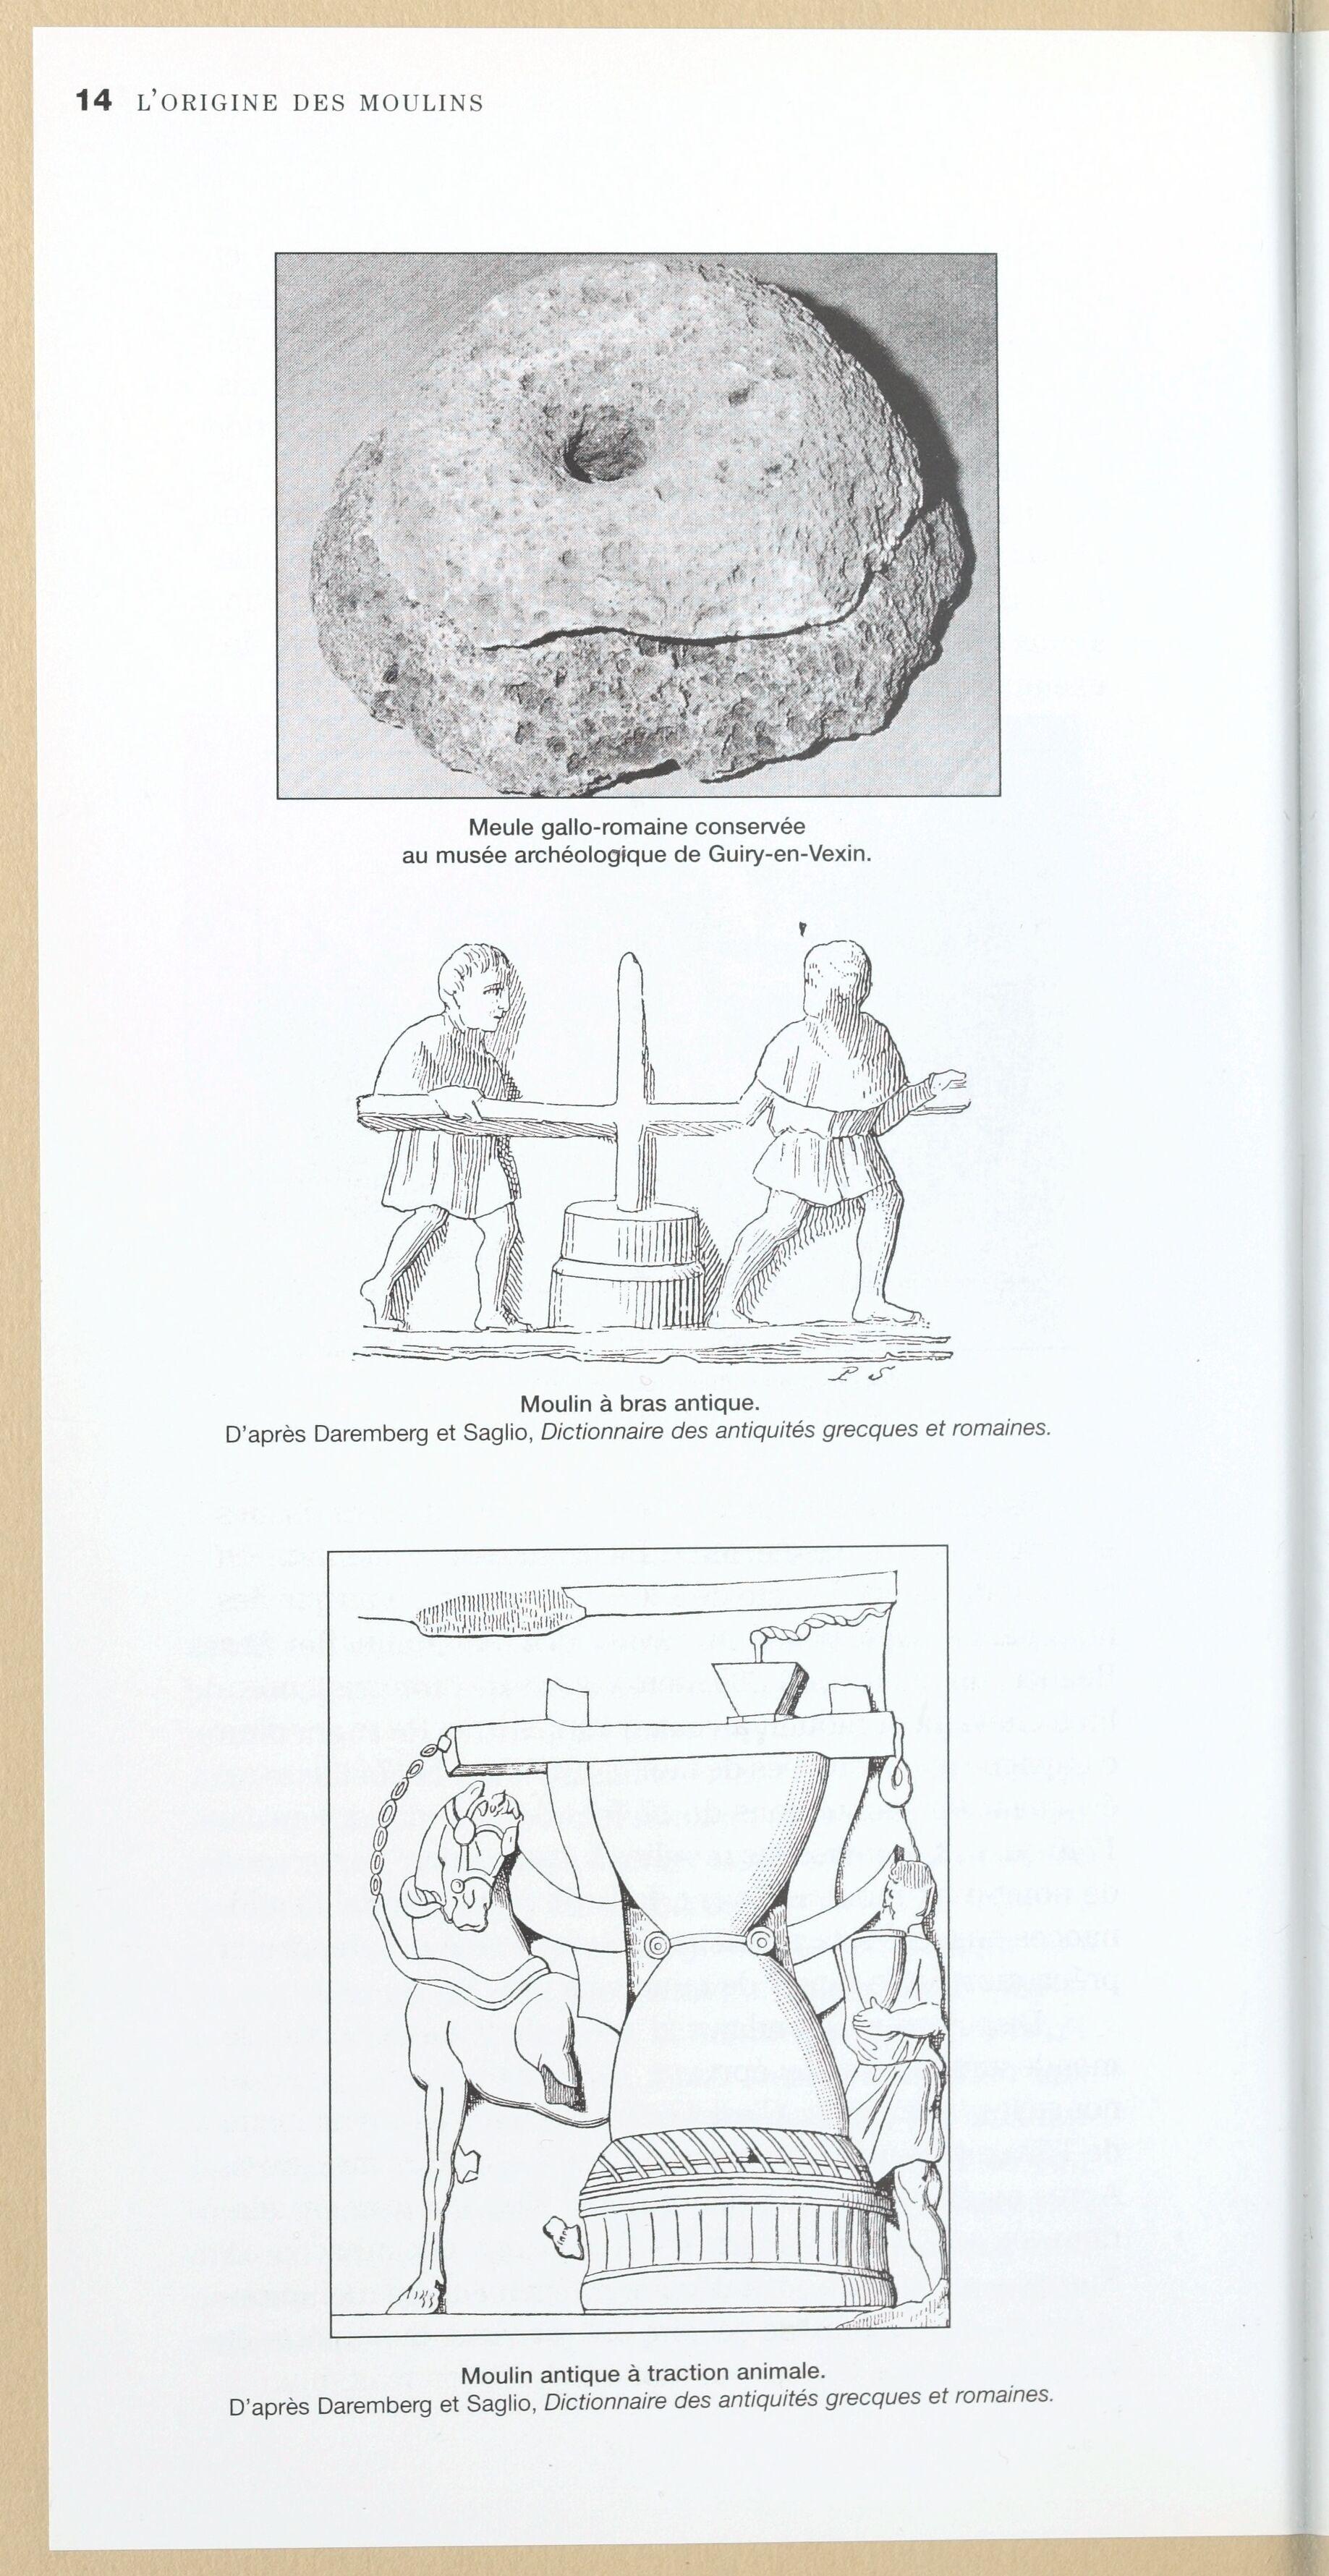 14 L'ORIGINE DES MOULINS
Meule gallo-romaine conservée
au musée archéologique de Guiry-en-Vexin.
P S
Moulin à bras antique.
D'après Daremberg et Saglio, Dictionnaire des antiquités grecques et romaines.
Moulin antique à traction animale.
D'après Daremberg et Saglio, Dictionnaire des antiquités grecques et romaines.